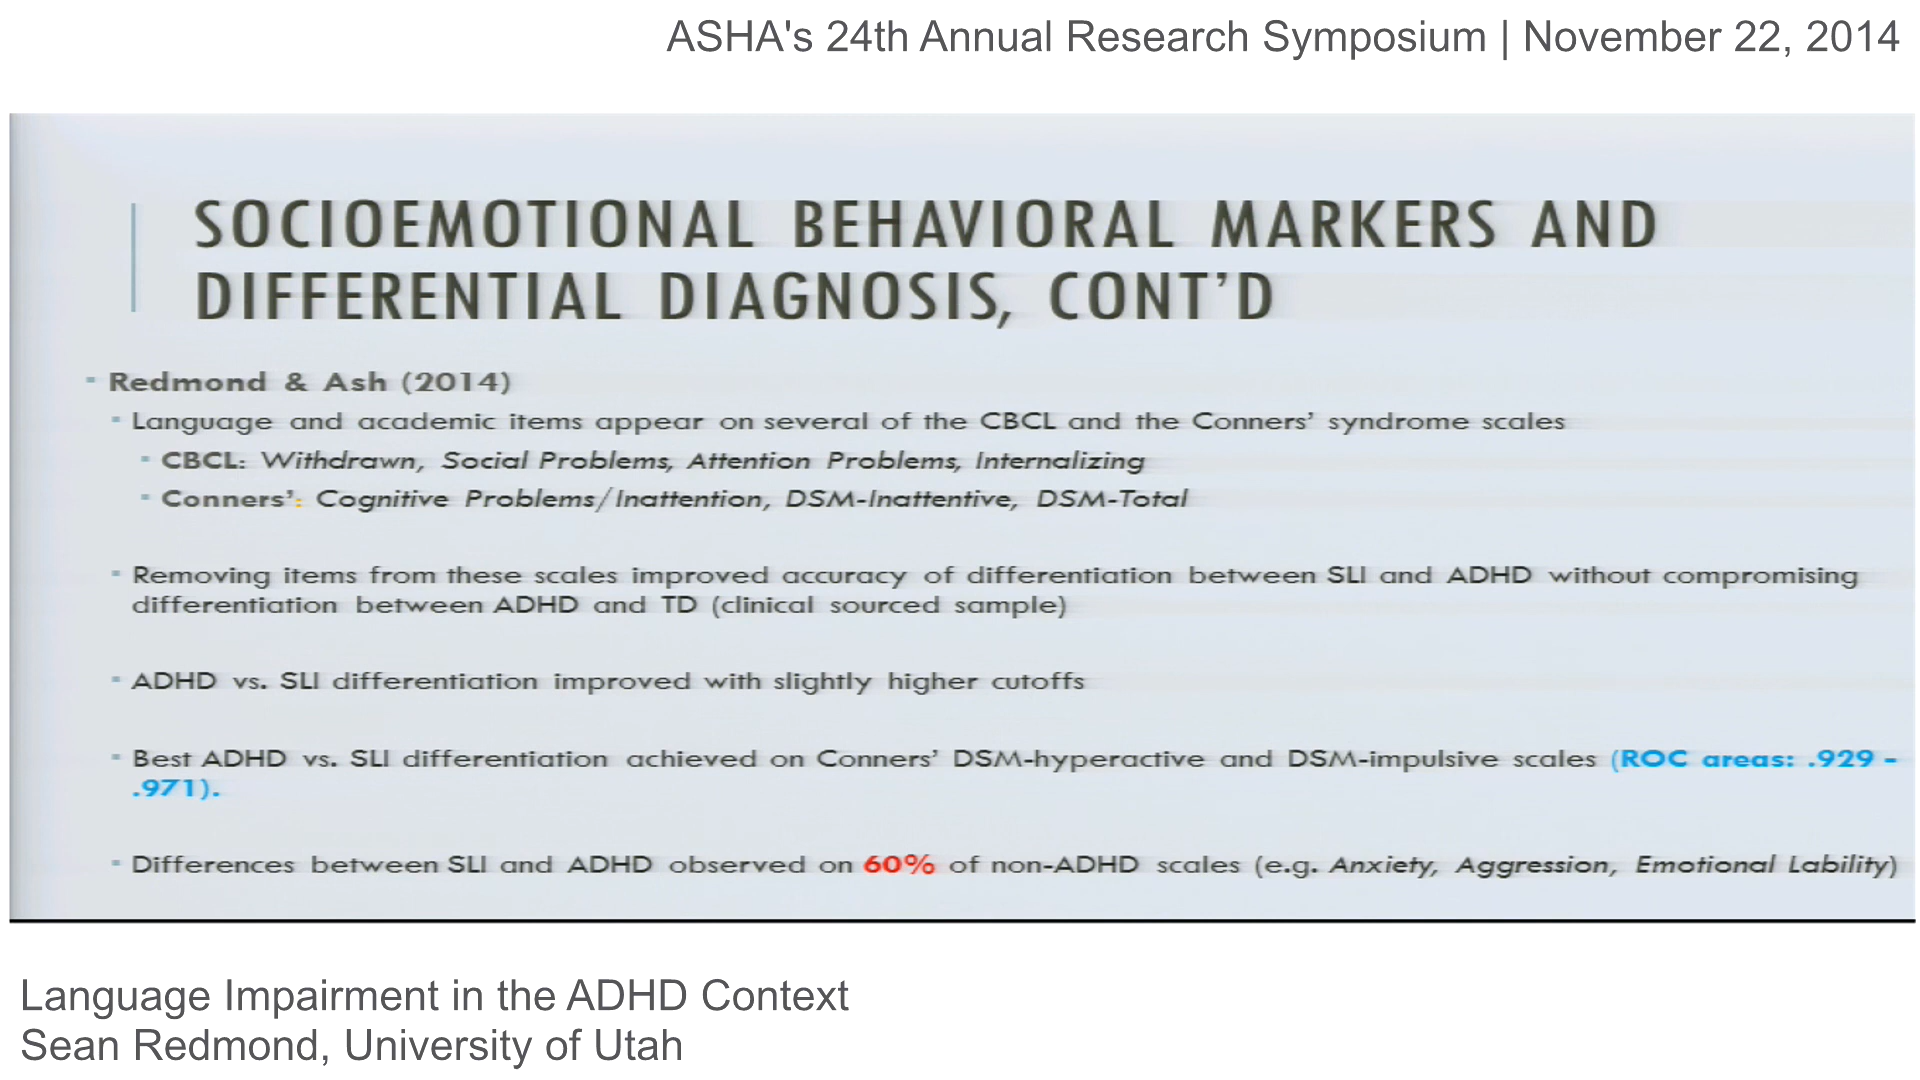 ASHA's 24th Annual Research Symposium | November 22, 2014
SOCIOEMOTIONAL BEHAVIORAL MARKERS AND
DIFFERENTIAL DIAGNOSIS, CONT'D
Redmond & Ash (2014)
Language and academic items appear on several of the CBCL and the Conners' syndrome scales
CBCL: Withdrawn, Social Problems, Attention Problems, Internalizing
Conners': Cognitive Problems/Inattention, DSM-Inattentive, DSM-Total
Removing items from these scales improved accuracy of differentiation between SLI and ADHD without compromising
differentiation between ADHD and TD (clinical sourced sample)
ADHD vs. SLI differentiation improved with slightly higher cutoffs
Best ADHD vs. SLI differentiation achieved on Conners' DSM-hyperactive and DSM-impulsive scales (ROC areas: .929 -
.971).
Differences between SLI and ADHD observed on 60% of non-ADHD scales (e.g. Anxiety, Aggression, Emotional Lability)
Language Impairment in the ADHD Context
Sean Redmond, University of Utah